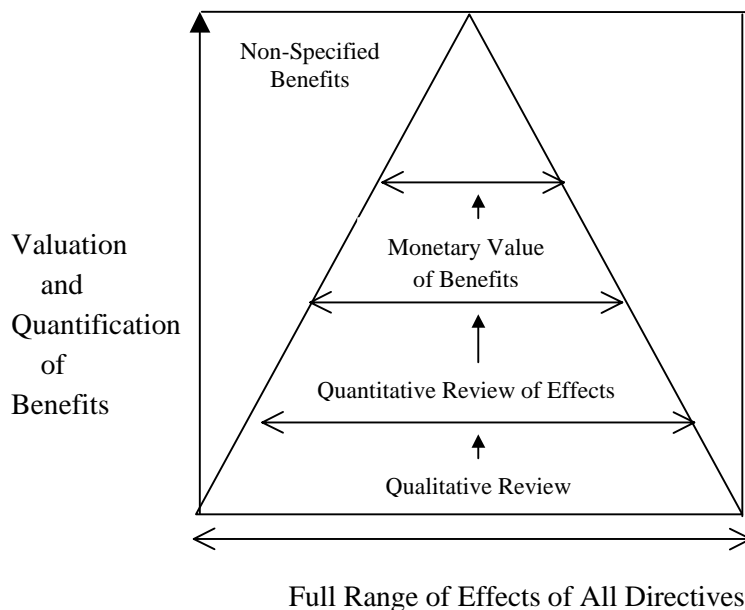 Non-Specified
Benefits
Valuation
and
Quantification
of
Benefits
Monetary Value
of Benefits
Quantitative Review of Effects
Qualitative Review
Full Range of Effects of All Directives